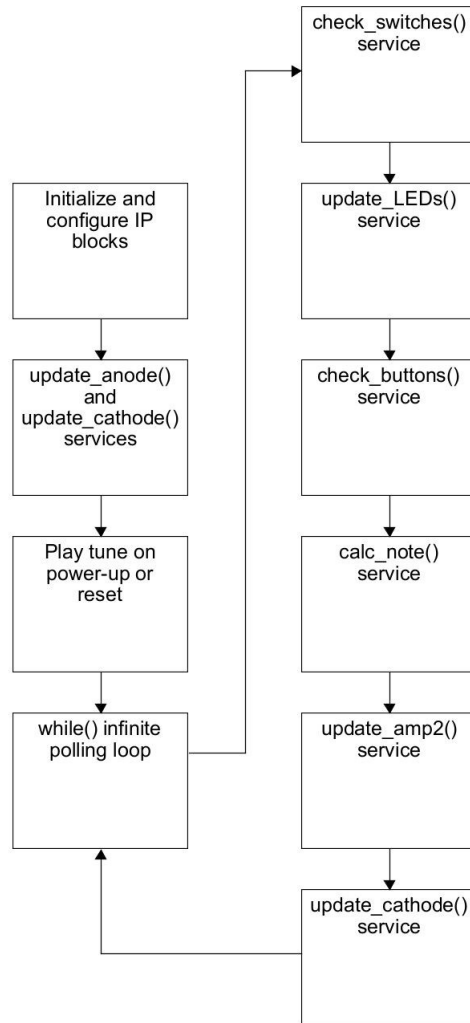 Initialize and
configure IP
blocks
update_anode()
and
update_cathode()
services
Play tune on
power-up or
reset
while() infinite
polling loop
check_switches()
service
update_LEDs()
service
check_buttons()
service
calc_note()
service
update_amp2()
service
update_cathode()
service